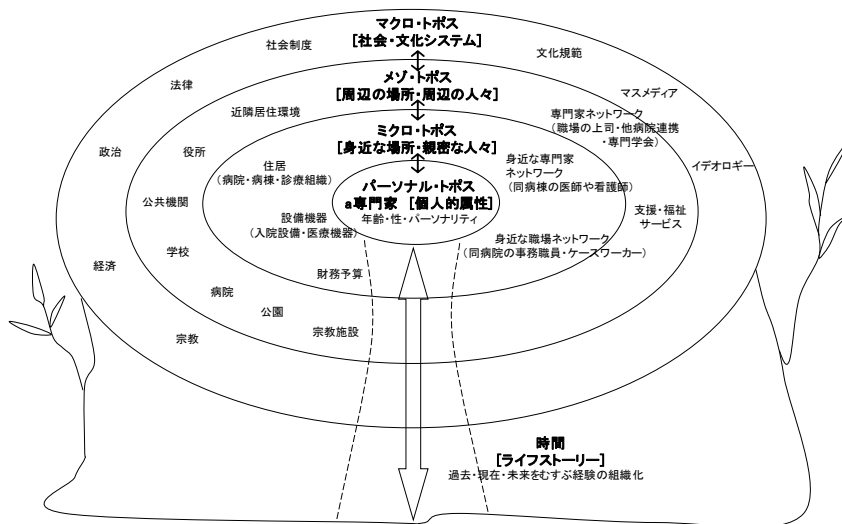 マクロ・トポス
[社会・文化システム]
社会制度
文化規範
法律
マスメディア
メゾ・トポス
[周辺の場所・周辺の人々]
近隣居住環境
専門家ネットワーク
(職場の上司・他病院連携
・専門学会)
政治
役所
イデオロギー
ミクロ・トポス
[身近な場所・親密な人々]
住居
(病院・病棟・診療組織)
身近な専門家
ネットワーク
(同病棟の医師や看護師)
パーソナル・トポス
a専門家 [個人的属性]
年齢・性・パーソナリティ
公共機関
設備機器
(入院設備・医療機器)
支援・福祉
サービス
学校
身近な職場ネットワーク
(同病院の事務職員・ケースワーカー)
経済
財務予算
病院
公園
宗教
宗教施設
時間
[ライフストーリー]
過去・現在・未来をむすぶ経験の組織化